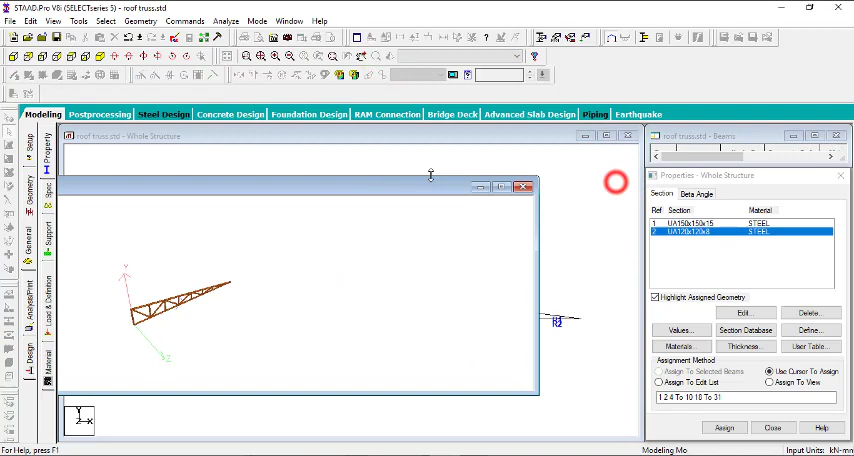 STAAD.Pro V8i (SELECTseries 5) - roof truss.std
File Edit View Tools Select Geometry Commands Analyze Mode Window Help
Modeling Postprocessing Steel Design Concrete Design Foundation Design RAM Connection Bridge Deck Advanced Slab Design Piping Earthquake
roof truss.std - Whole Structure
roof truss.std - Beams
Setup
Geometry
General
Analysis/Print
Design
Property
Spec
Support
Load & Definition
Material
Y
Z
R2
Y
Z X
Properties - Whole Structure
Section Beta Angle
Ref Section Material
1 UA150x150x15 STEEL
2 UA120x120x8 STEEL
Highlight Assigned Geometry
Edit... Delete...
Values... Section Database Define...
Materials... Thickness... User Table...
Assignment Method
Assign To Selected Beams Use Cursor To Assign
Assign To Edit List Assign To View
1 2 4 To 10 18 To 31
Assign Close Help
For Help, press F1 Modeling Mo Input Units: kN-mn